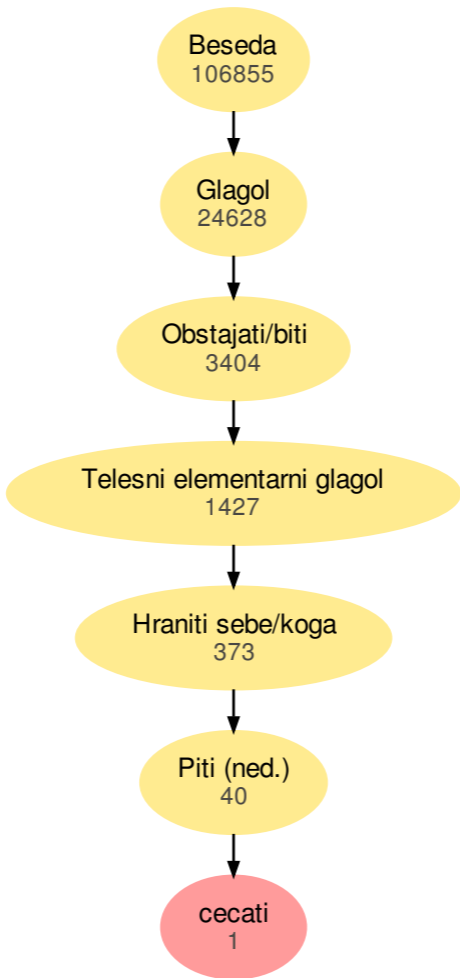 Beseda
106855
Glagol
24628
Obstajati/biti
3404
Telesni elementarni glagol
1427
Hraniti sebe/koga
373
Piti (ned.)
40
cecati
1